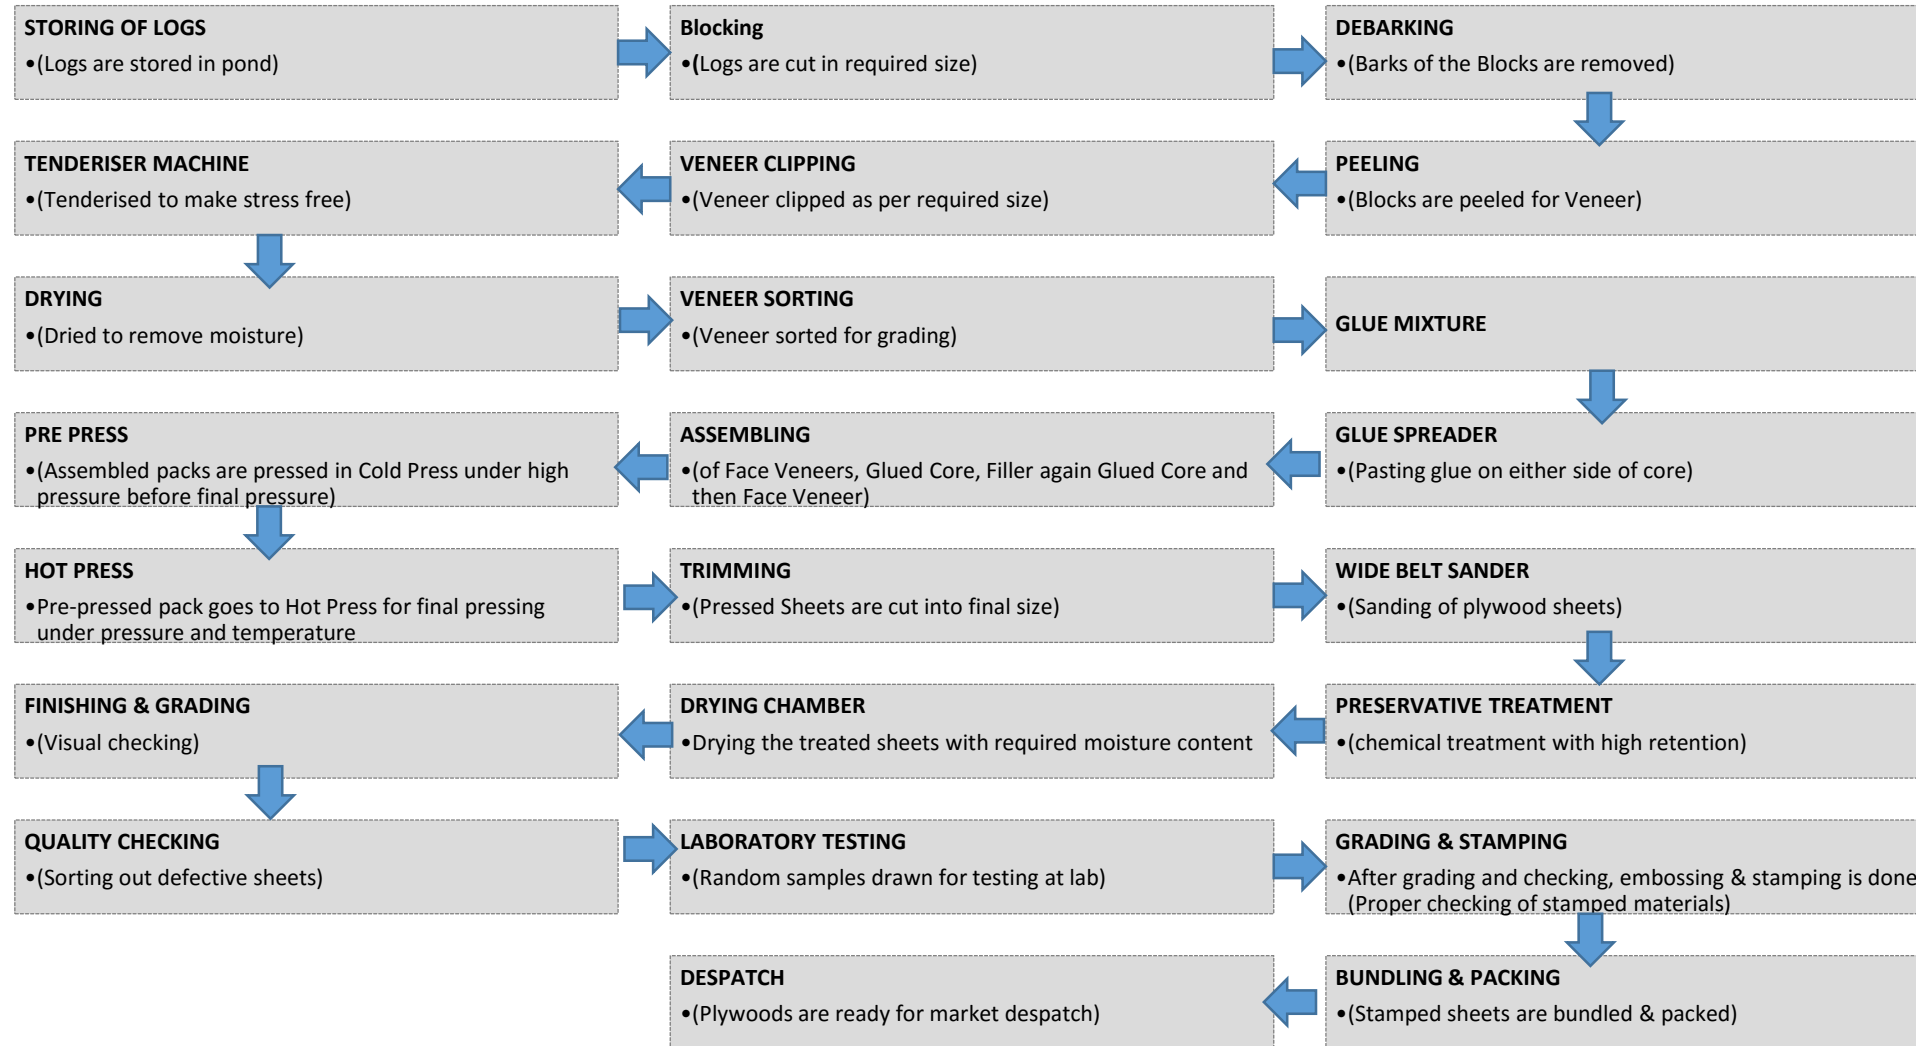 STORING OF LOGS
•(Logs are stored in pond)
Blocking
•(Logs are cut in required size)
DEBARKING
•(Barks of the Blocks are removed)
PEELING
•(Blocks are peeled for Veneer)
VENEER CLIPPING
•(Veneer clipped as per required size)
TENDERISER MACHINE
•(Tenderised to make stress free)
DRYING
•(Dried to remove moisture)
VENEER SORTING
•(Veneer sorted for grading)
GLUE MIXTURE
GLUE SPREADER
•(Pasting glue on either side of core)
ASSEMBLING
•(of Face Veneers, Glued Core, Filler again Glued Core and
then Face Veneer)
PRE PRESS
•(Assembled packs are pressed in Cold Press under high
pressure before final pressure)
HOT PRESS
•Pre-pressed pack goes to Hot Press for final pressing
under pressure and temperature
TRIMMING
•(Pressed Sheets are cut into final size)
WIDE BELT SANDER
•(Sanding of plywood sheets)
PRESERVATIVE TREATMENT
•(chemical treatment with high retention)
DRYING CHAMBER
•Drying the treated sheets with required moisture content
FINISHING & GRADING
•(Visual checking)
QUALITY CHECKING
•(Sorting out defective sheets)
LABORATORY TESTING
•(Random samples drawn for testing at lab)
GRADING & STAMPING
•After grading and checking, embossing & stamping is done
(Proper checking of stamped materials)
BUNDLING & PACKING
•(Stamped sheets are bundled & packed)
DESPATCH
•(Plywoods are ready for market despatch)